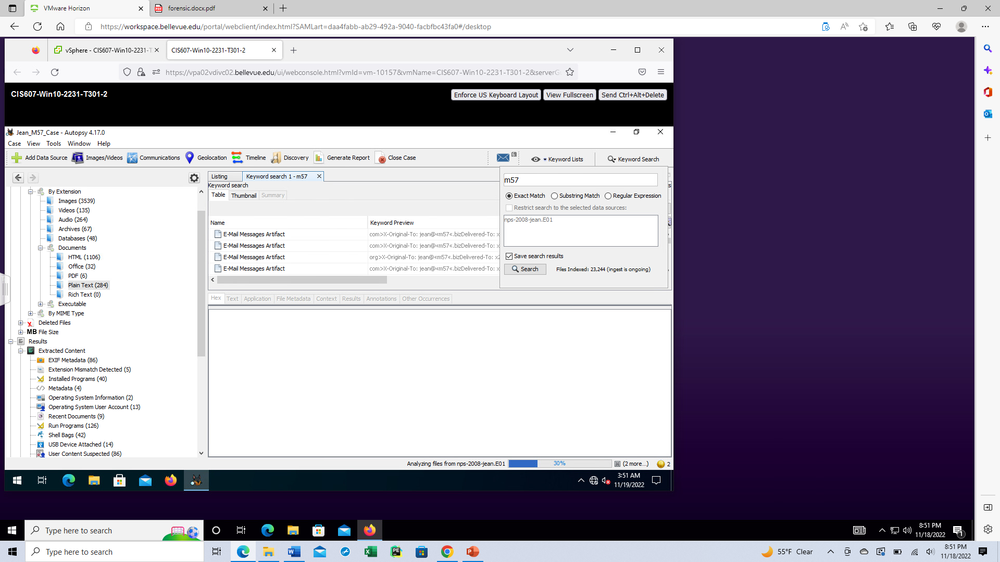 VMware Horizon
forensic.docx.pdf
https://workspace.bellevue.edu/portal/webclient/index.html?SAMLart=daa4fabb-ab29-492a-9040-facbfbc43fa0#/desktop
vSphere - CIS607-Win10-2231-T
CIS607-Win10-2231-T301-2
https://vpa02vdivc02.bellevue.edu/ui/webconsole.html?vmId=vm-10157&vmName=CIS607-Win10-2231-T301-2&serverG
CIS607-Win10-2231-T301-2
Enforce US Keyboard Layout View Fullscreen Send Ctrl+Alt+Delete
Jean_M57_Case - Autopsy 4.17.0
Case View Tools Window Help
Add Data Source Images/Videos Communications Geolocation Timeline Discovery Generate Report Close Case 6 Keyword Lists Keyword Search
Listing Keyword search 1 - m57
Keyword search
Table Thumbnail Summary
Name Keyword Preview
E-Mail Messages Artifact com>X-Original-To: jean@«m57«.bizDelivered-To: x
E-Mail Messages Artifact com>X-Original-To: jean@«m57«.bizDelivered-To: x
E-Mail Messages Artifact org>X-Original-To: jean@«m57«.bizDelivered-To: x2
E-Mail Messages Artifact com>X-Original-To: jean@«m57«.bizDelivered-To: x
m57
Exact Match Substring Match Regular Expression
Restrict search to the selected data sources:
nps-2008-jean.E01
Save search results
Search Files Indexed: 23,244 (ingest is ongoing)
Hex Text Application File Metadata Context Results Annotations Other Occurrences
By Extension
Images (3539)
Videos (135)
Audio (264)
Archives (67)
Databases (48)
Documents
HTML (1106)
Office (32)
PDF (6)
Plain Text (284)
Rich Text (0)
Executable
By MIME Type
Deleted Files
MB File Size
Results
Extracted Content
EXIF Metadata (86)
Extension Mismatch Detected (5)
Installed Programs (40)
Metadata (4)
Operating System Information (2)
Operating System User Account (13)
Recent Documents (9)
Run Programs (126)
Shell Bags (42)
USB Device Attached (14)
User Content Suspected (86)
Analyzing files from nps-2008-jean.E01 30% (2 more...) 2
3:51 AM
11/19/2022
Type here to search
8:51 PM
11/18/2022
1
Type here to search
55°F Clear
8:51 PM
11/18/2022